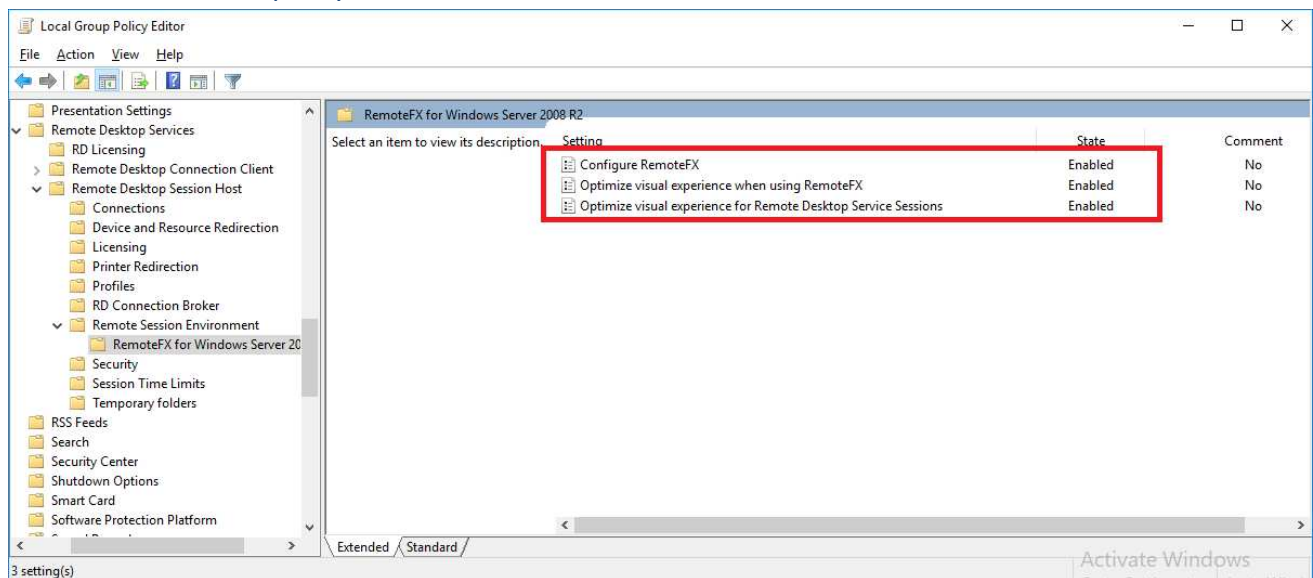 Local Group Policy Editor
File Action View Help
Presentation Settings
Remote Desktop Services
RD Licensing
Remote Desktop Connection Client
Remote Desktop Session Host
Connections
Device and Resource Redirection
Licensing
Printer Redirection
Profiles
RD Connection Broker
Remote Session Environment
RemoteFX for Windows Server 20
Security
Session Time Limits
Temporary folders
RSS Feeds
Search
Security Center
Shutdown Options
Smart Card
Software Protection Platform
RemoteFX for Windows Server 2008 R2
Select an item to view its description.
Setting State Comment
Configure RemoteFX Enabled No
Optimize visual experience when using RemoteFX Enabled No
Optimize visual experience for Remote Desktop Service Sessions Enabled No
Extended Standard
Activate Windows
3 setting(s)